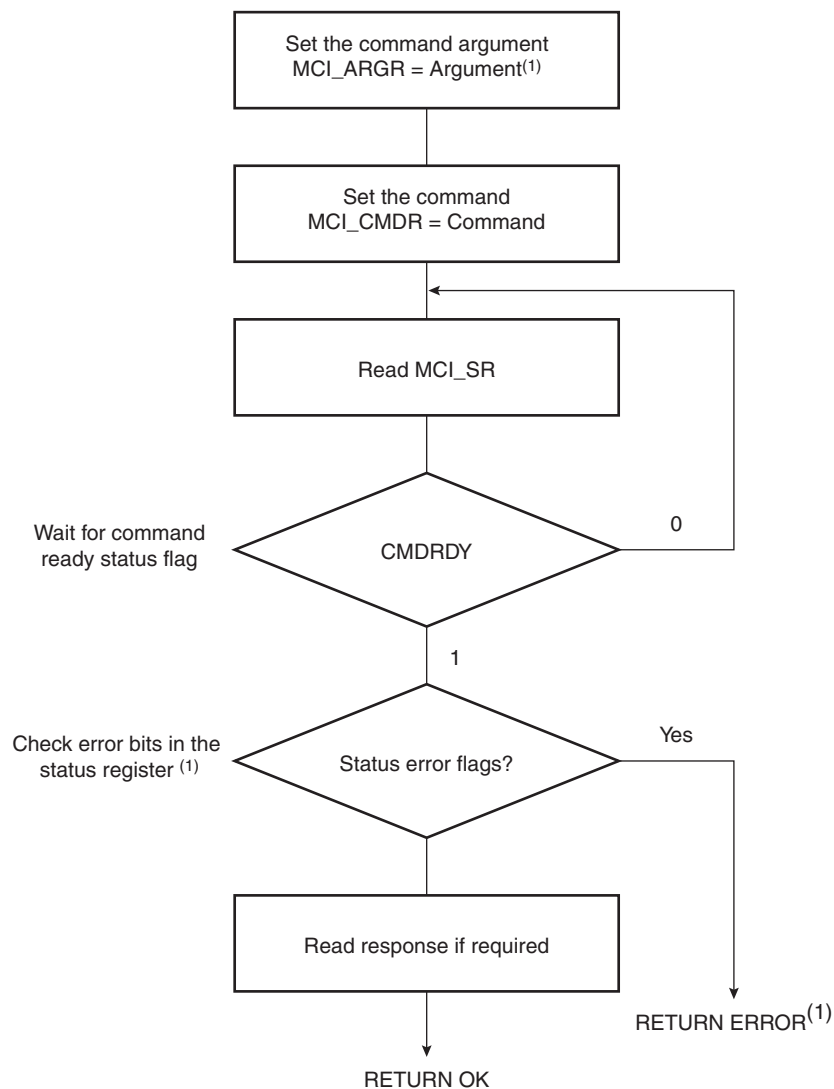 Set the command argument
MCI_ARGR = Argument(1)
Set the command
MCI_CMDR = Command
Read MCI_SR
Wait for command
ready status flag
CMDRDY
0
1
Check error bits in the
status register (1)
Status error flags?
Yes
Read response if required
RETURN ERROR(1)
RETURN OK